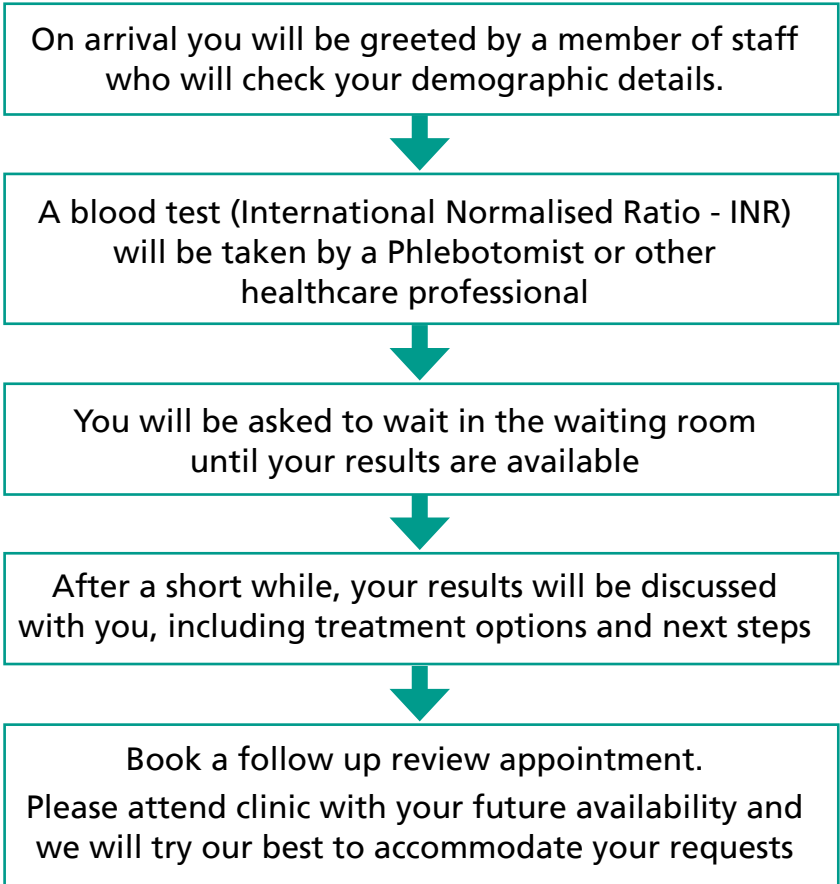 On arrival you will be greeted by a member of staff
who will check your demographic details.
A blood test (International Normalised Ratio - INR)
will be taken by a Phlebotomist or other
healthcare professional
You will be asked to wait in the waiting room
until your results are available
After a short while, your results will be discussed
with you, including treatment options and next steps
Book a follow up review appointment.
Please attend clinic with your future availability and
we will try our best to accommodate your requests